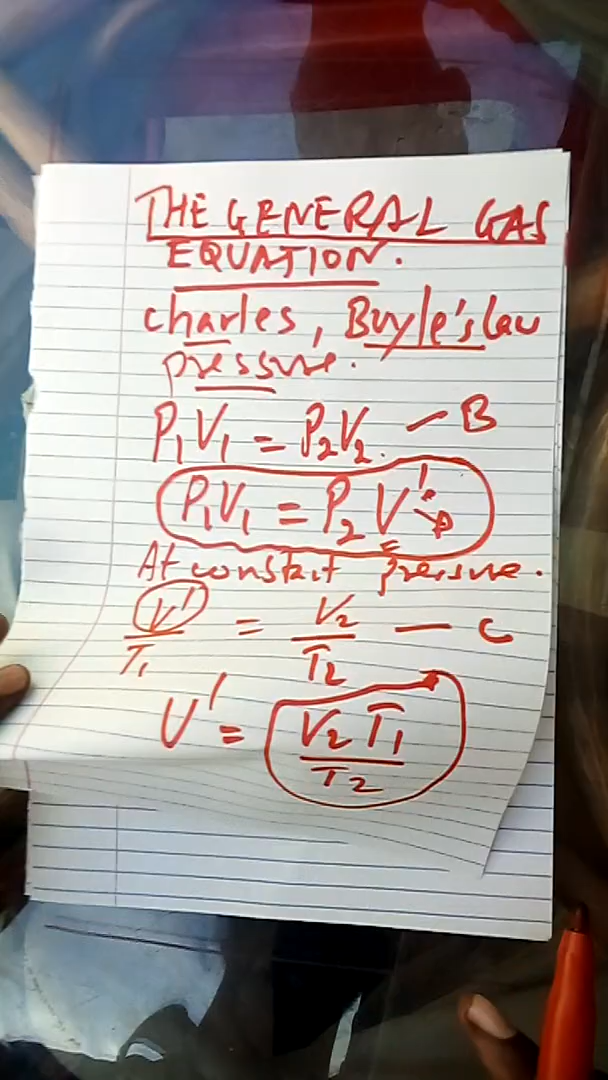 THE GENERAL GAS
EQUATION.
charles, Boyle's law
pressure.
P₁V₁ = P₂V₂. — B
P₁V₁ = P₂V'
At constait pressure.
V'/T₁ = V₂/T₂ — C
V' = V₂T₁/T₂